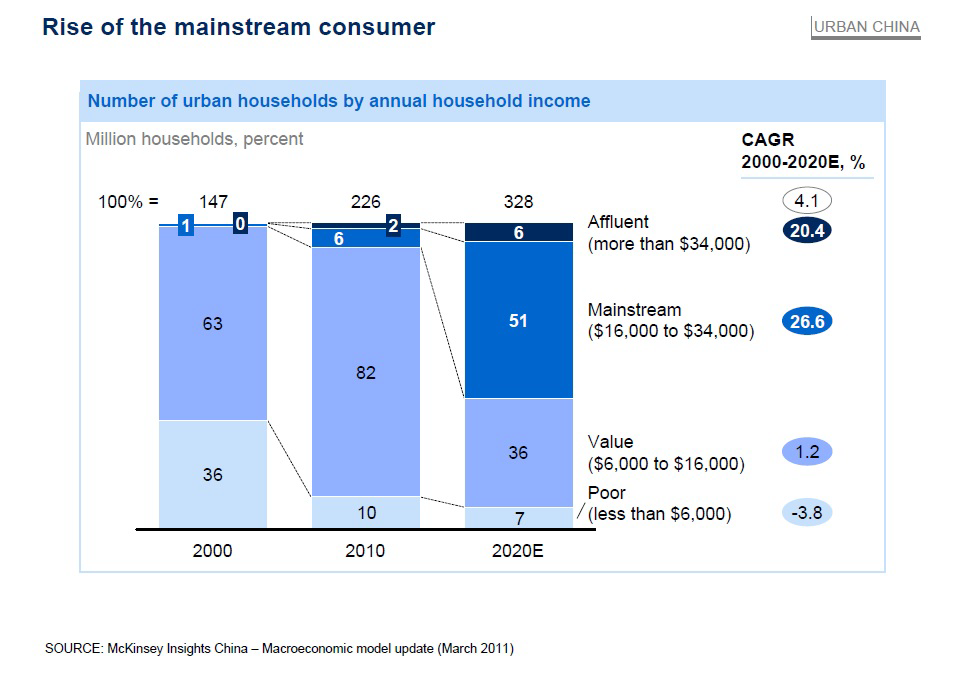 Rise of the mainstream consumer
URBAN CHINA
Number of urban households by annual household income
Million households, percent
CAGR
2000-2020E, %
100% = 147 226 328 4.1
1 0 2 6 Affluent 20.4
6 (more than $34,000)
63 82 51 Mainstream 26.6
($16,000 to $34,000)
36 10 36 Value 1.2
($6,000 to $16,000)
7 Poor -3.8
(less than $6,000)
2000 2010 2020E
SOURCE: McKinsey Insights China – Macroeconomic model update (March 2011)